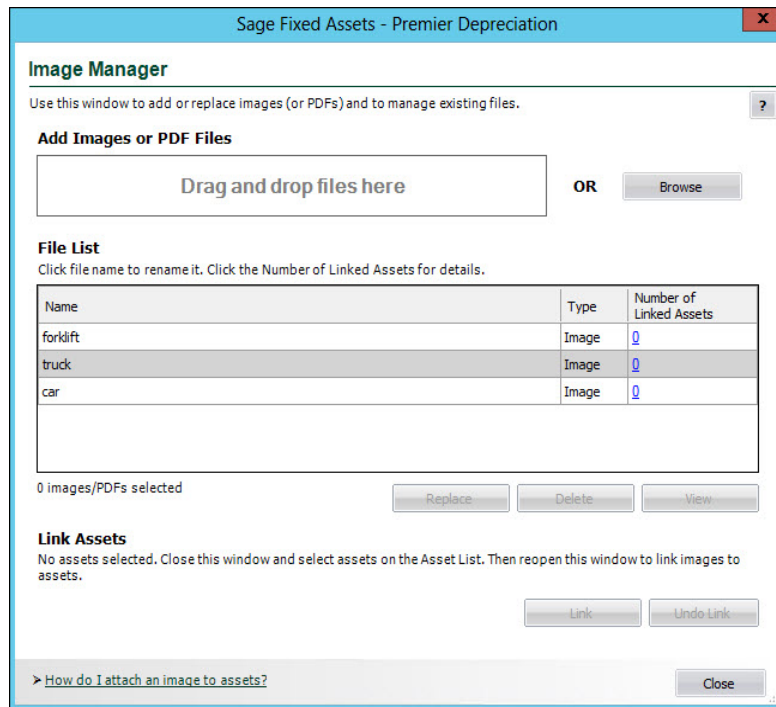 Sage Fixed Assets - Premier Depreciation
x
Image Manager
Use this window to add or replace images (or PDFs) and to manage existing files.
?
Add Images or PDF Files
Drag and drop files here
OR
Browse
File List
Click file name to rename it. Click the Number of Linked Assets for details.
Name Type Number of
Linked Assets
forklift Image 0
truck Image 0
car Image 0
0 images/PDFs selected
Replace Delete View
Link Assets
No assets selected. Close this window and select assets on the Asset List. Then reopen this window to link images to
assets.
Link Undo Link
➤ How do I attach an image to assets?
Close